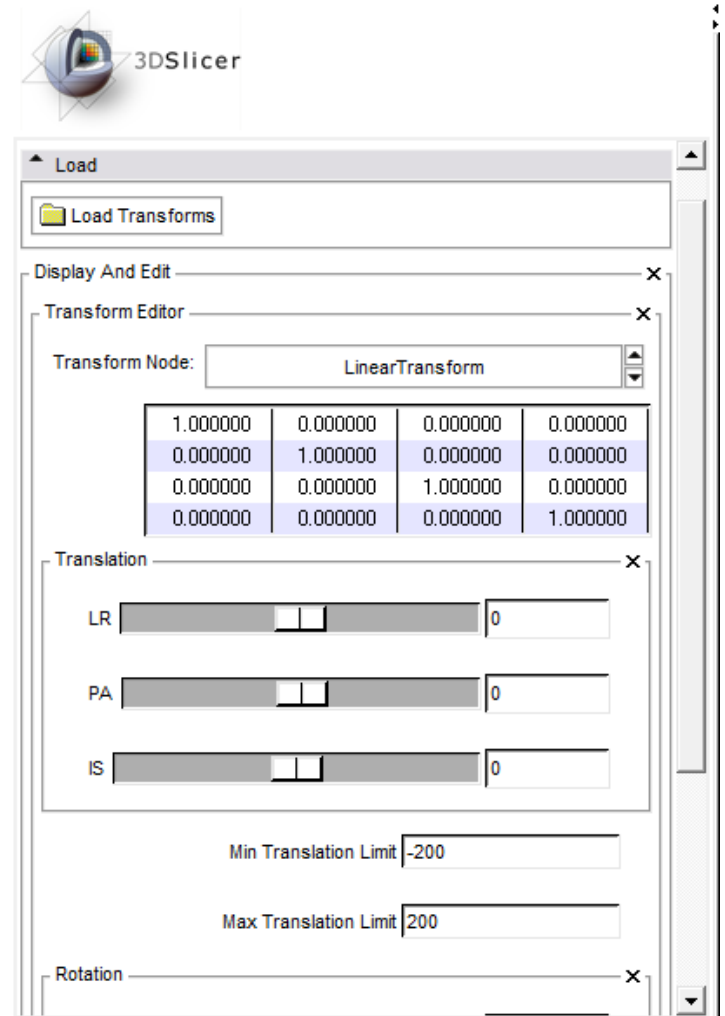 3DSlicer
Load
Load Transforms
Display And Edit
Transform Editor
Transform Node: LinearTransform
1.000000 0.000000 0.000000 0.000000
0.000000 1.000000 0.000000 0.000000
0.000000 0.000000 1.000000 0.000000
0.000000 0.000000 0.000000 1.000000
Translation
LR 0
PA 0
IS 0
Min Translation Limit -200
Max Translation Limit 200
Rotation